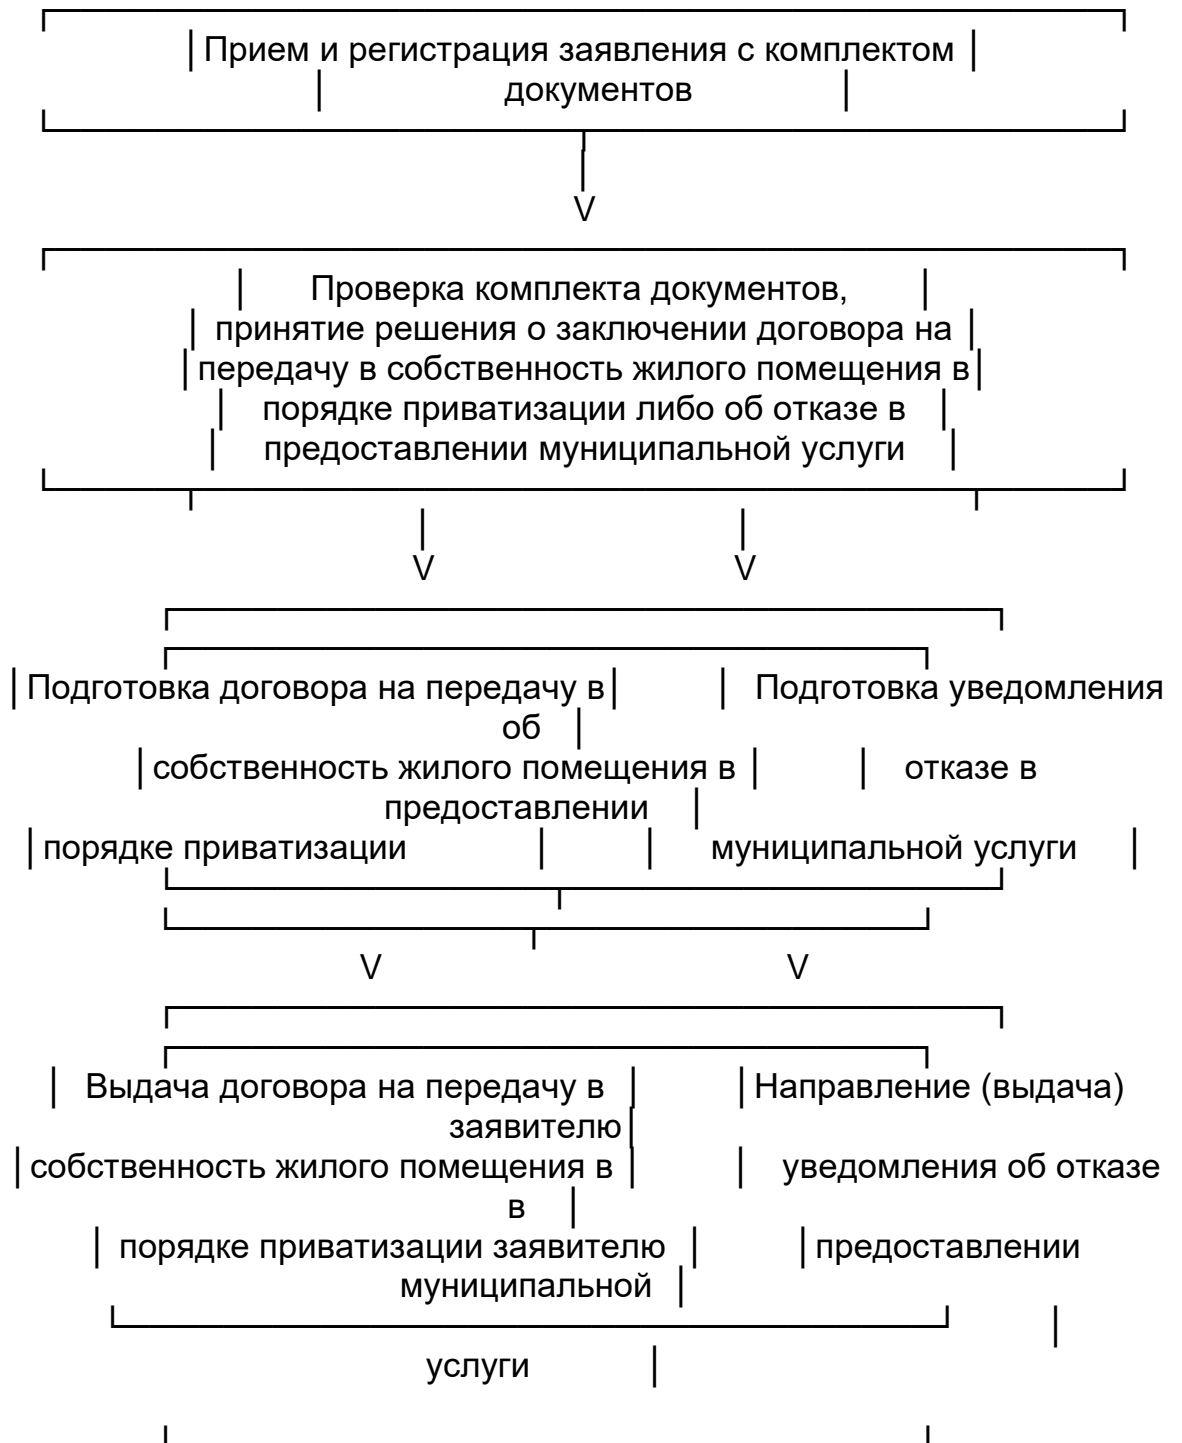 Прием и регистрация заявления с комплектом
документов
V
Проверка комплекта документов,
принятие решения о заключении договора на
передачу в собственность жилого помещения в
порядке приватизации либо об отказе в
предоставлении муниципальной услуги
V V
Подготовка договора на передачу в Подготовка уведомления
об
собственность жилого помещения в отказе в
предоставлении
порядке приватизации муниципальной услуги
V V
Выдача договора на передачу в Направление (выдача)
заявителю
собственность жилого помещения в уведомления об отказе
в
порядке приватизации заявителю предоставлении
муниципальной
услуги